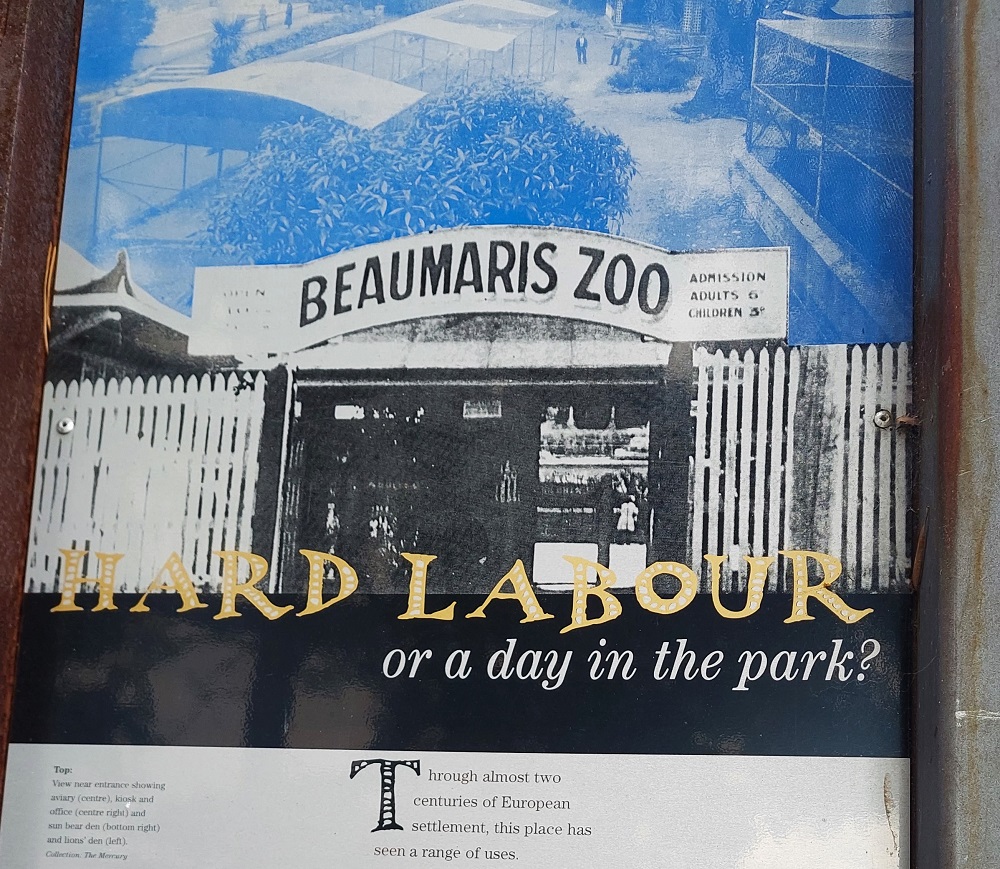 BEAUMARIS ZOO
ADMISSION
ADULTS 6ᴰ
CHILDREN 3ᴰ
HARD LABOUR
or a day in the park?
Top:
View near entrance showing
aviary (centre), kiosk and
office (centre right) and
sun bear den (bottom right)
and lions' den (left).
Collection, The Mercury
Through almost two
centuries of European
settlement, this place has
seen a range of uses.